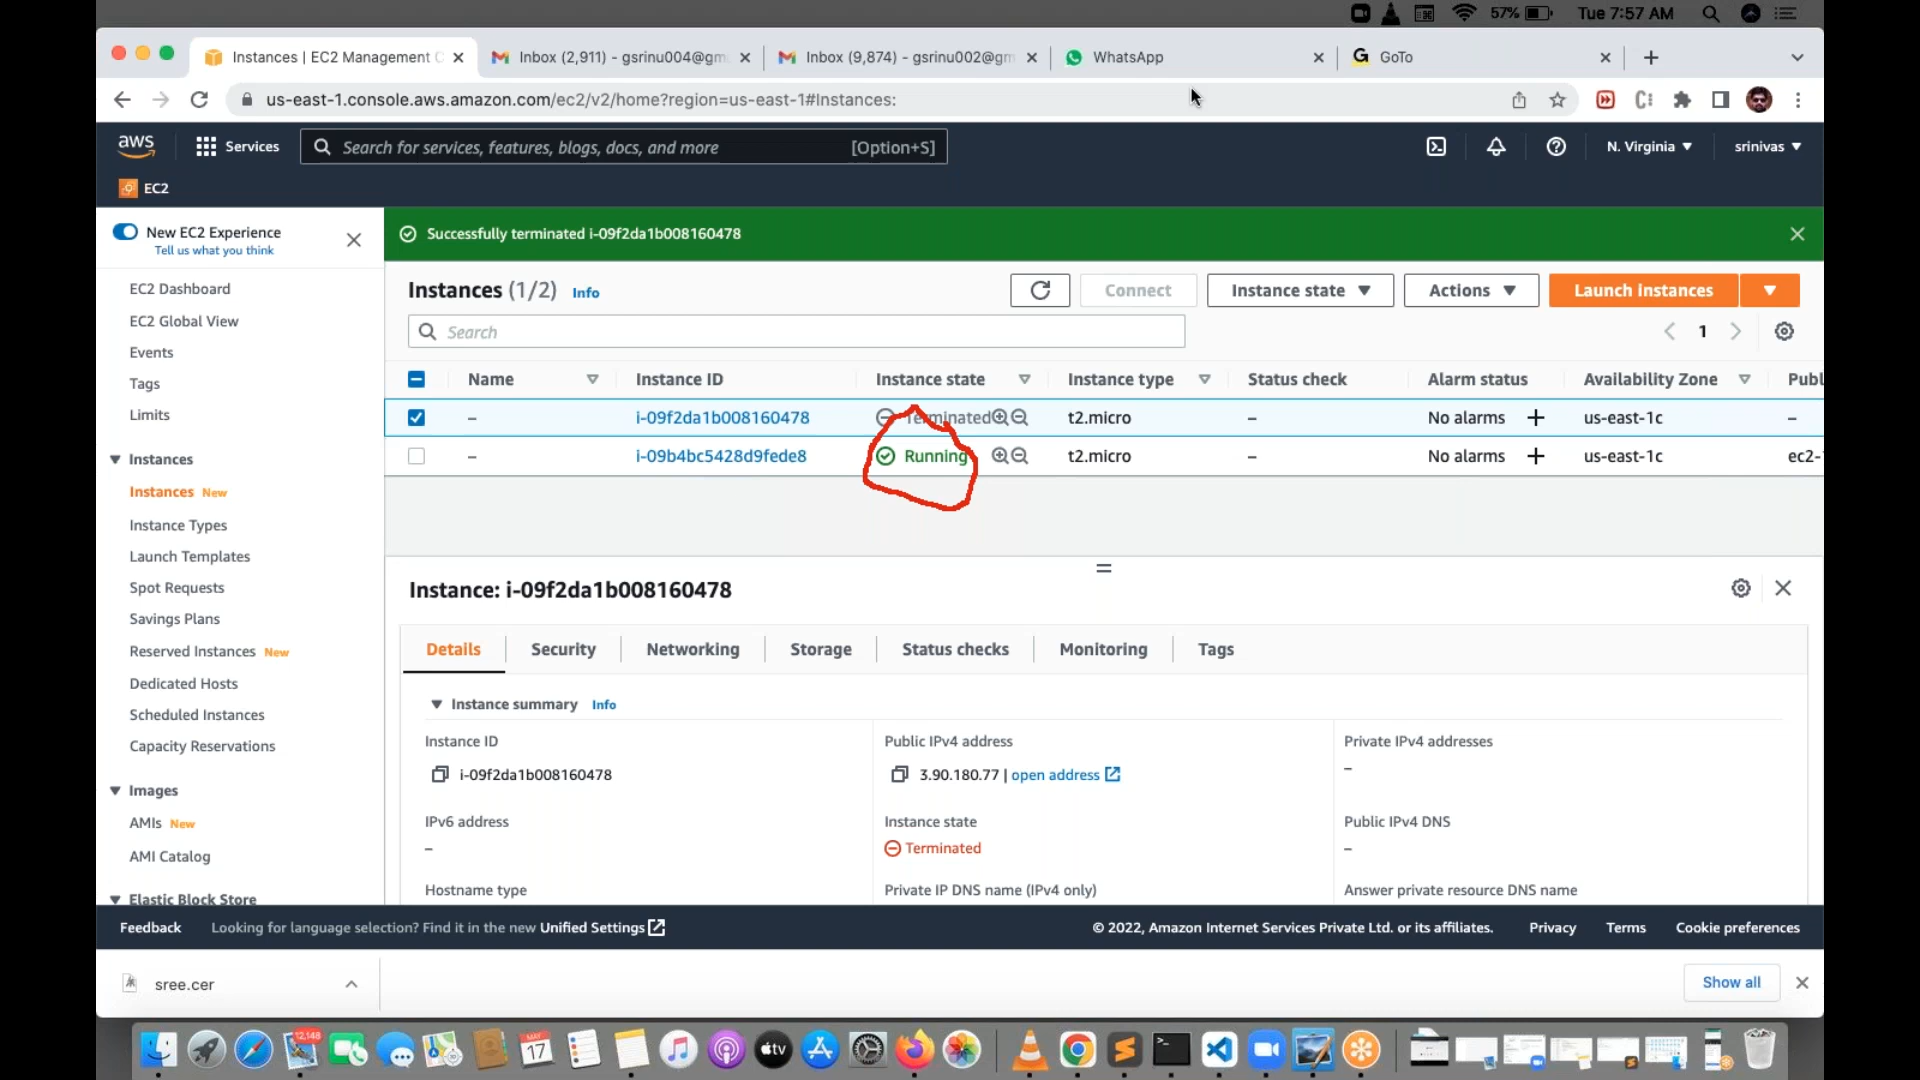 57% Tue 7:57 AM
Instances | EC2 Management C
Inbox (2,911) - gsrinu004@gm
Inbox (9,874) - gsrinu002@gm
WhatsApp
G GoTo
us-east-1.console.aws.amazon.com/ec2/v2/home?region=us-east-1#Instances:
aws Services Search for services, features, blogs, docs, and more [Option+S] N. Virginia srinivas
EC2
New EC2 Experience
Tell us what you think
EC2 Dashboard
EC2 Global View
Events
Tags
Limits
Instances
Instances New
Instance Types
Launch Templates
Spot Requests
Savings Plans
Reserved Instances New
Dedicated Hosts
Scheduled Instances
Capacity Reservations
Images
AMIs New
AMI Catalog
Elastic Block Store
Successfully terminated i-09f2da1b008160478
Instances (1/2) Info Connect Instance state Actions Launch instances
Search 1
Name Instance ID Instance state Instance type Status check Alarm status Availability Zone Publ
– i-09f2da1b008160478 Terminated t2.micro – No alarms + us-east-1c –
– i-09b4bc5428d9fede8 Running t2.micro – No alarms + us-east-1c ec2-
Instance: i-09f2da1b008160478
Details Security Networking Storage Status checks Monitoring Tags
Instance summary Info
Instance ID Public IPv4 address Private IPv4 addresses
i-09f2da1b008160478 3.90.180.77 | open address –
IPv6 address Instance state Public IPv4 DNS
– Terminated –
Hostname type Private IP DNS name (IPv4 only) Answer private resource DNS name
Feedback Looking for language selection? Find it in the new Unified Settings © 2022, Amazon Internet Services Private Ltd. or its affiliates. Privacy Terms Cookie preferences
sree.cer Show all
12,148
MAY
17
tv